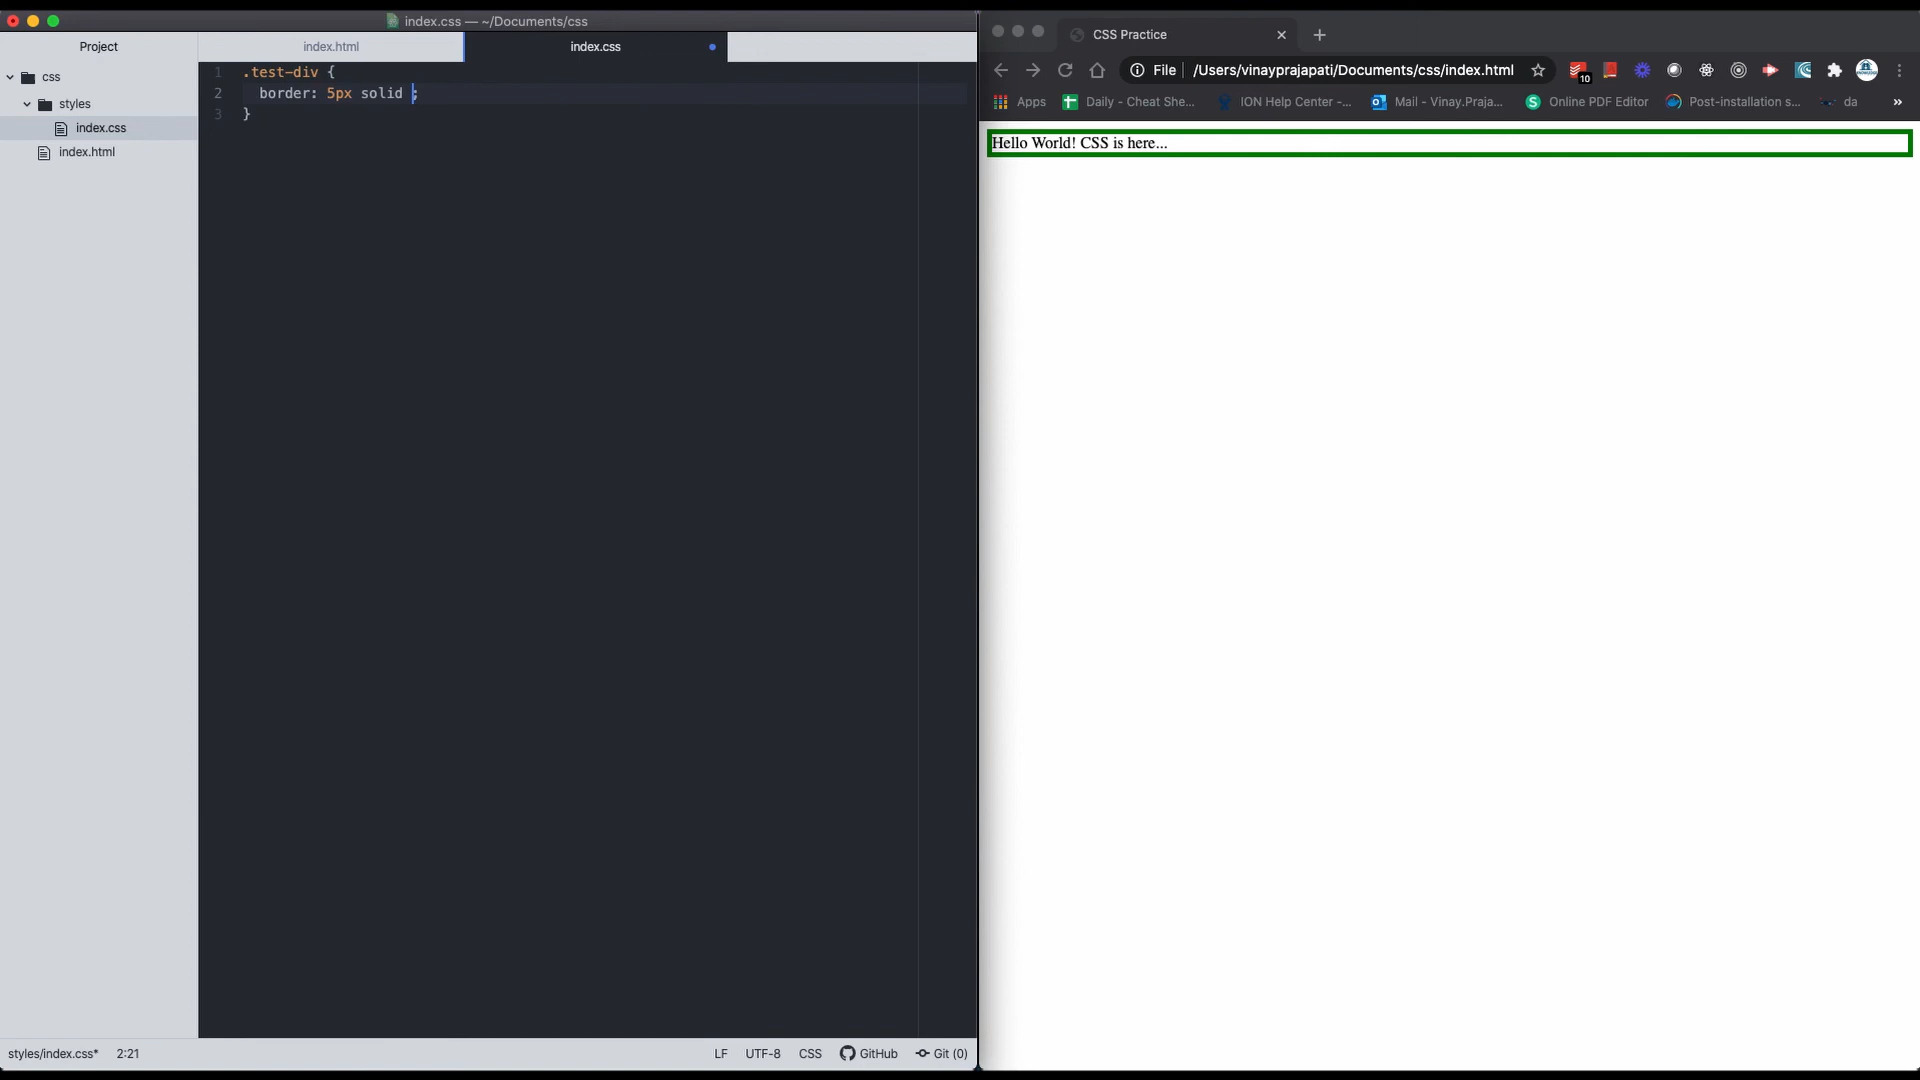 index.css — ~/Documents/css
Project
index.html
index.css
css
styles
index.css
index.html
1 .test-div {
2 border: 5px solid ;
3 }
styles/index.css* 2:21
LF UTF-8 CSS GitHub Git (0)
CSS Practice
File /Users/vinayprajapati/Documents/css/index.html
10
Apps Daily - Cheat She... ION Help Center -... Mail - Vinay.Praja... Online PDF Editor Post-installation s... da »
Hello World! CSS is here...